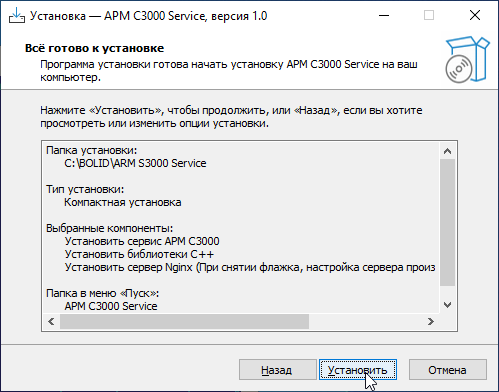 Установка — АРМ С3000 Service, версия 1.0
Всё готово к установке
Программа установки готова начать установку АРМ С3000 Service на ваш
компьютер.
Нажмите «Установить», чтобы продолжить, или «Назад», если вы хотите
просмотреть или изменить опции установки.
Папка установки:
C:\BOLID\ARM S3000 Service
Тип установки:
Компактная установка
Выбранные компоненты:
Установить сервис АРМ С3000
Установить библиотеки C++
Установить сервер Nginx (При снятии флажка, настройка сервера произ
Папка в меню «Пуск»:
АРМ С3000 Service
Назад
Установить
Отмена